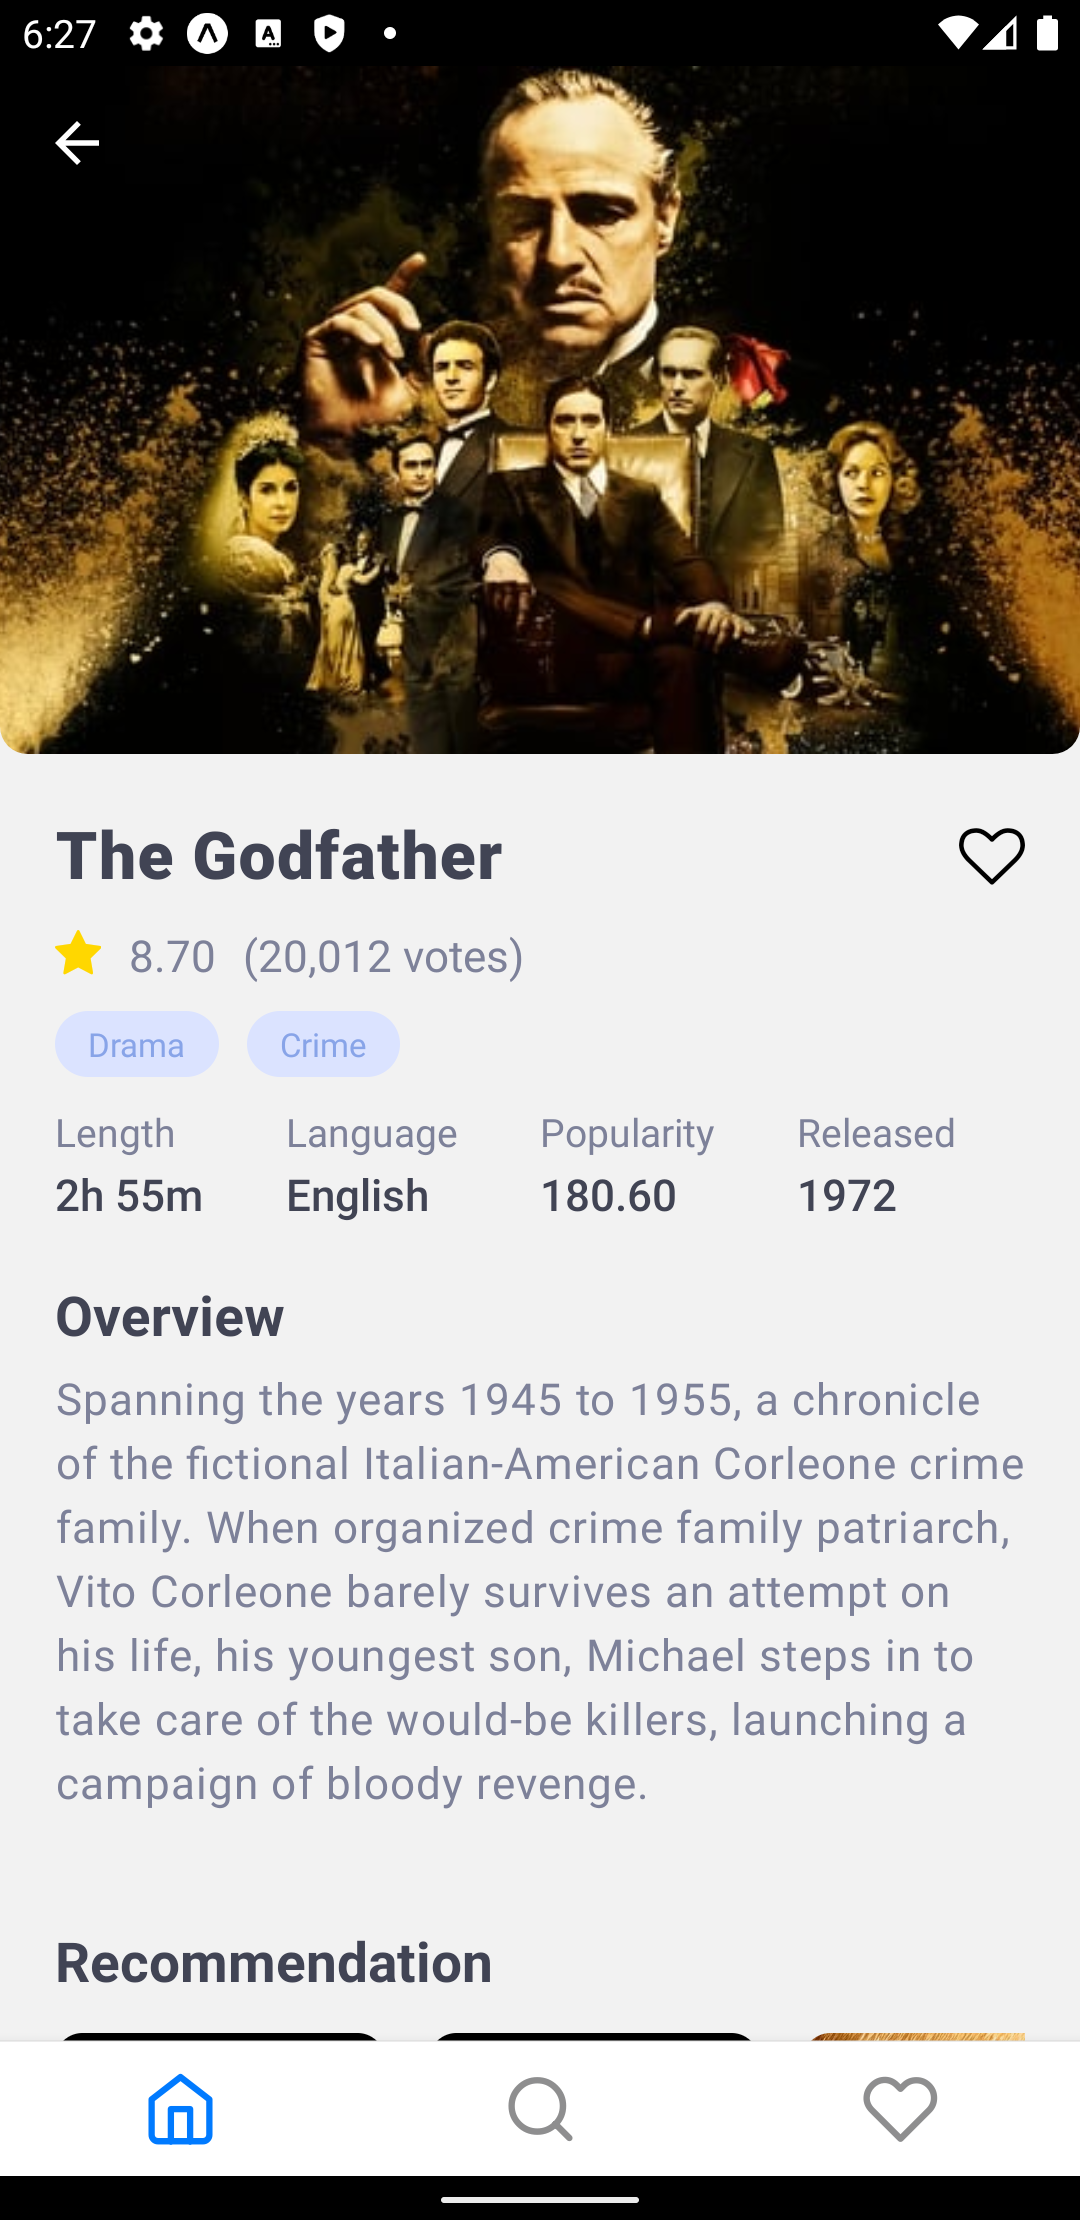 6:27
The Godfather
8.70 (20,012 votes)
Drama Crime
Length Language Popularity Released
2h 55m English 180.60 1972
Overview
Spanning the years 1945 to 1955, a chronicle
of the fictional Italian-American Corleone crime
family. When organized crime family patriarch,
Vito Corleone barely survives an attempt on
his life, his youngest son, Michael steps in to
take care of the would-be killers, launching a
campaign of bloody revenge.
Recommendation